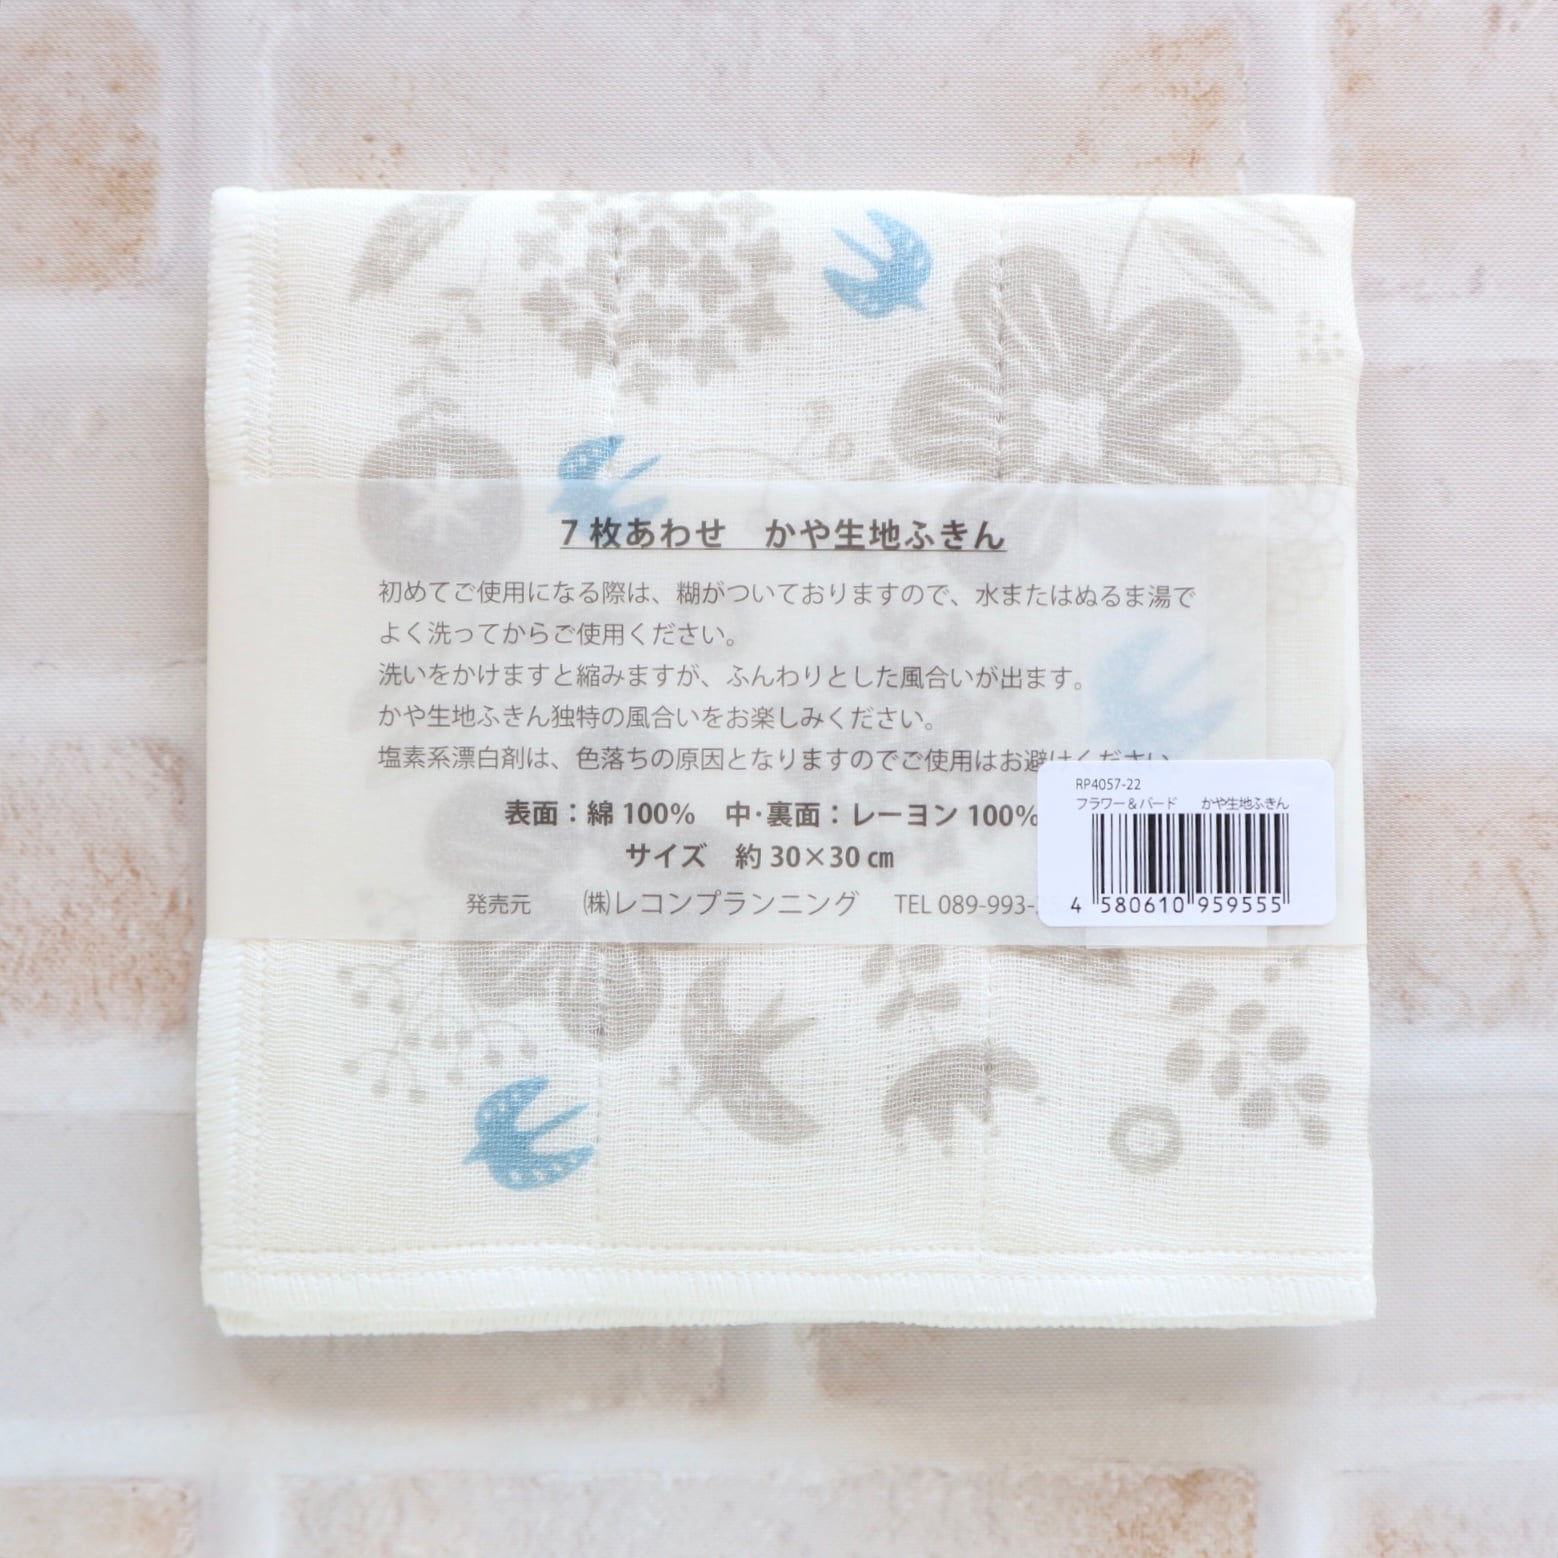 7枚あわせ　かや生地ふきん
初めてご使用になる際は、糊がついておりますので、水またはぬるま湯で
よく洗ってからご使用ください。
洗いをかけますと縮みますが、ふんわりとした風合いが出ます。
かや生地ふきん独特の風合いをお楽しみください。
塩素系漂白剤は、色落ちの原因となりますのでご使用はお避けください
表面：綿 100%　中・裏面：レーヨン 100%
サイズ　約 30×30 ㎝
発売元　㈱レコンプランニング　TEL 089-993-
RP4057-22
フラワー＆バード　かや生地ふきん
4 580610 959555